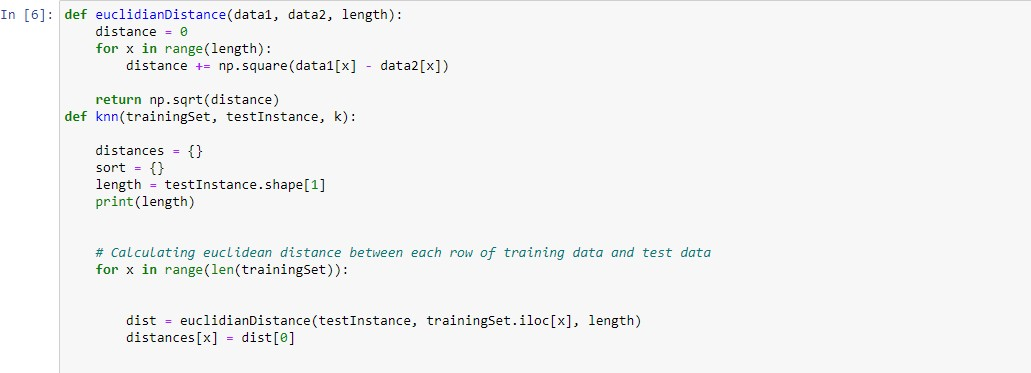 In [6]: def euclidianDistance(data1, data2, length):
    distance = 0
    for x in range(length):
        distance += np.square(data1[x] - data2[x])
    return np.sqrt(distance)
def knn(trainingSet, testInstance, k):
    distances = {}
    sort = {}
    length = testInstance.shape[1]
    print(length)
    # Calculating euclidean distance between each row of training data and test data
    for x in range(len(trainingSet)):
        dist = euclidianDistance(testInstance, trainingSet.iloc[x], length)
        distances[x] = dist[0]